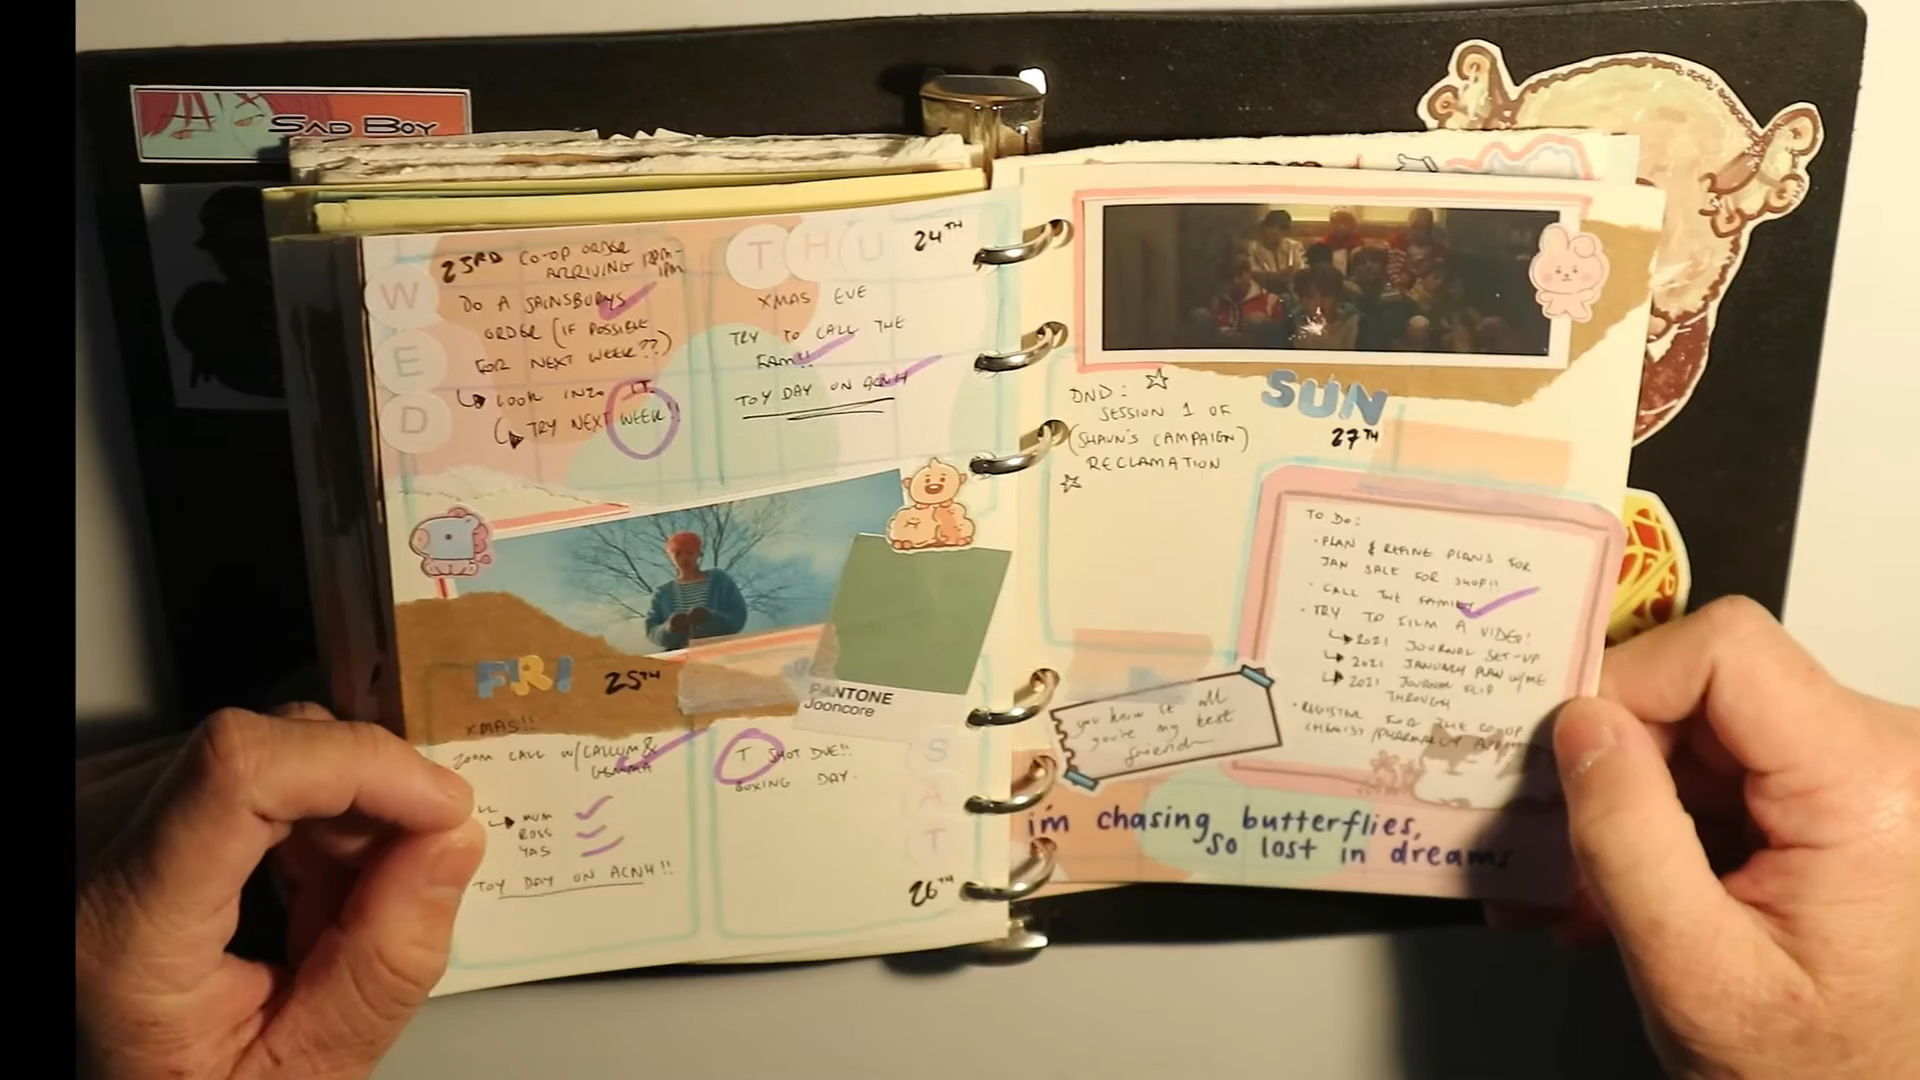 SAD BOY
WED
23RD CO-OP ORDER
ARRIVING 12PM-
1PM
DO A SAINSBURYS
ORDER (IF POSSIBLE
FOR NEXT WEEK??)
LOOK INTO IT.
TRY NEXT WEEK!!
THU
24TH
XMAS EVE
TRY TO CALL THE
FAM!!
TOY DAY ON ACNH
FRI 25TH
XMAS!!
ZOOM CALL W/ CALLUM &
GEMMA
MUM
ROSS
YAS
TOY DAY ON ACNH!!
PANTONE
Jooncore
T SHOT DUE!!
BOXING DAY.
SAT
26TH
DND:
SESSION 1 OF
(SHAUN'S CAMPAIGN)
RECLAMATION
SUN
27TH
TO DO:
• PLAN & REFINE PLANS FOR
JAN SALE FOR SHOP!!
• CALL THE FAMILY
• TRY TO FILM A VIDEO!
2021 JOURNAL SET-UP
2021 JANUARY PLAN W/ME
2021 JOURNAL FLIP
THROUGH
• REGISTER FOR THE CO-OP
CHEMIST/PHARMACY
you know it all
you're my best
friend
i'm chasing butterflies,
so lost in dreams